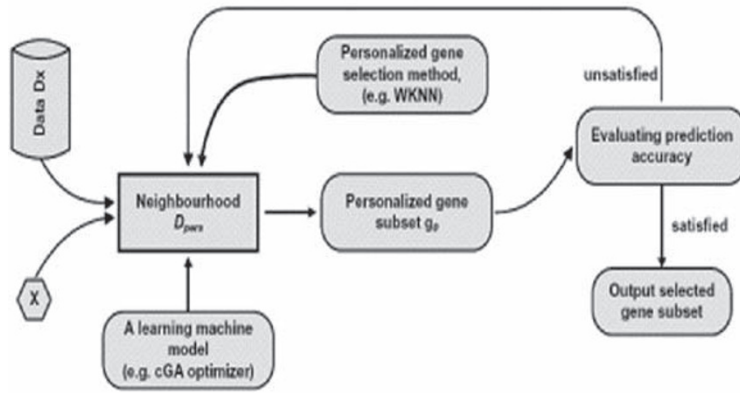 Data Dx
Personalized gene
selection method,
(e.g. WKNN)
unsatisfied
Evaluating prediction
accuracy
Neighbourhood
Dpers
Personalized gene
subset gp
satisfied
X
A learning machine
model
(e.g. cGA optimizer)
Output selected
gene subset